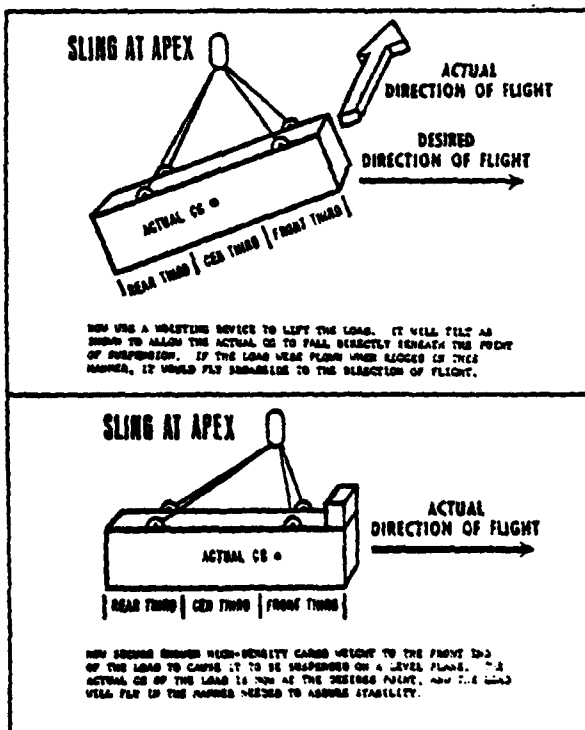 SLING AT APEX
ACTUAL
DIRECTION OF FLIGHT
DESIRED
DIRECTION OF FLIGHT
ACTUAL CG
REAR THIRD CEN THIRD FRONT THIRD
NOW USE A HOISTING DEVICE TO LIFT THE LOAD. IT WILL TILT AS
SHOWN TO ALLOW THE ACTUAL CG TO FALL DIRECTLY BENEATH THE POINT
OF SUSPENSION. IF THE LOAD WERE FLOWN WHEN RIGGED IN THIS
MANNER, IT WOULD FLY BROADSIDE TO THE DIRECTION OF FLIGHT.
SLING AT APEX
ACTUAL
DIRECTION OF FLIGHT
ACTUAL CG
REAR THIRD CEN THIRD FRONT THIRD
NOW SECURE ENOUGH HIGH-DENSITY CARGO WEIGHT TO THE FRONT END
OF THE LOAD TO CAUSE IT TO BE SUSPENDED ON A LEVEL PLANE. THE
ACTUAL CG OF THE LOAD IS NOW AT THE DESIRED POINT, AND THE LOAD
WILL FLY IN THE MANNER NEEDED TO ASSURE STABILITY.